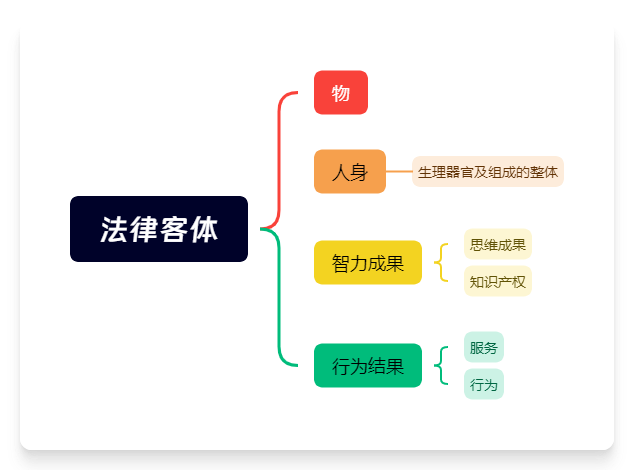 法律客体
物
人身
生理器官及组成的整体
智力成果
思维成果
知识产权
行为结果
服务
行为